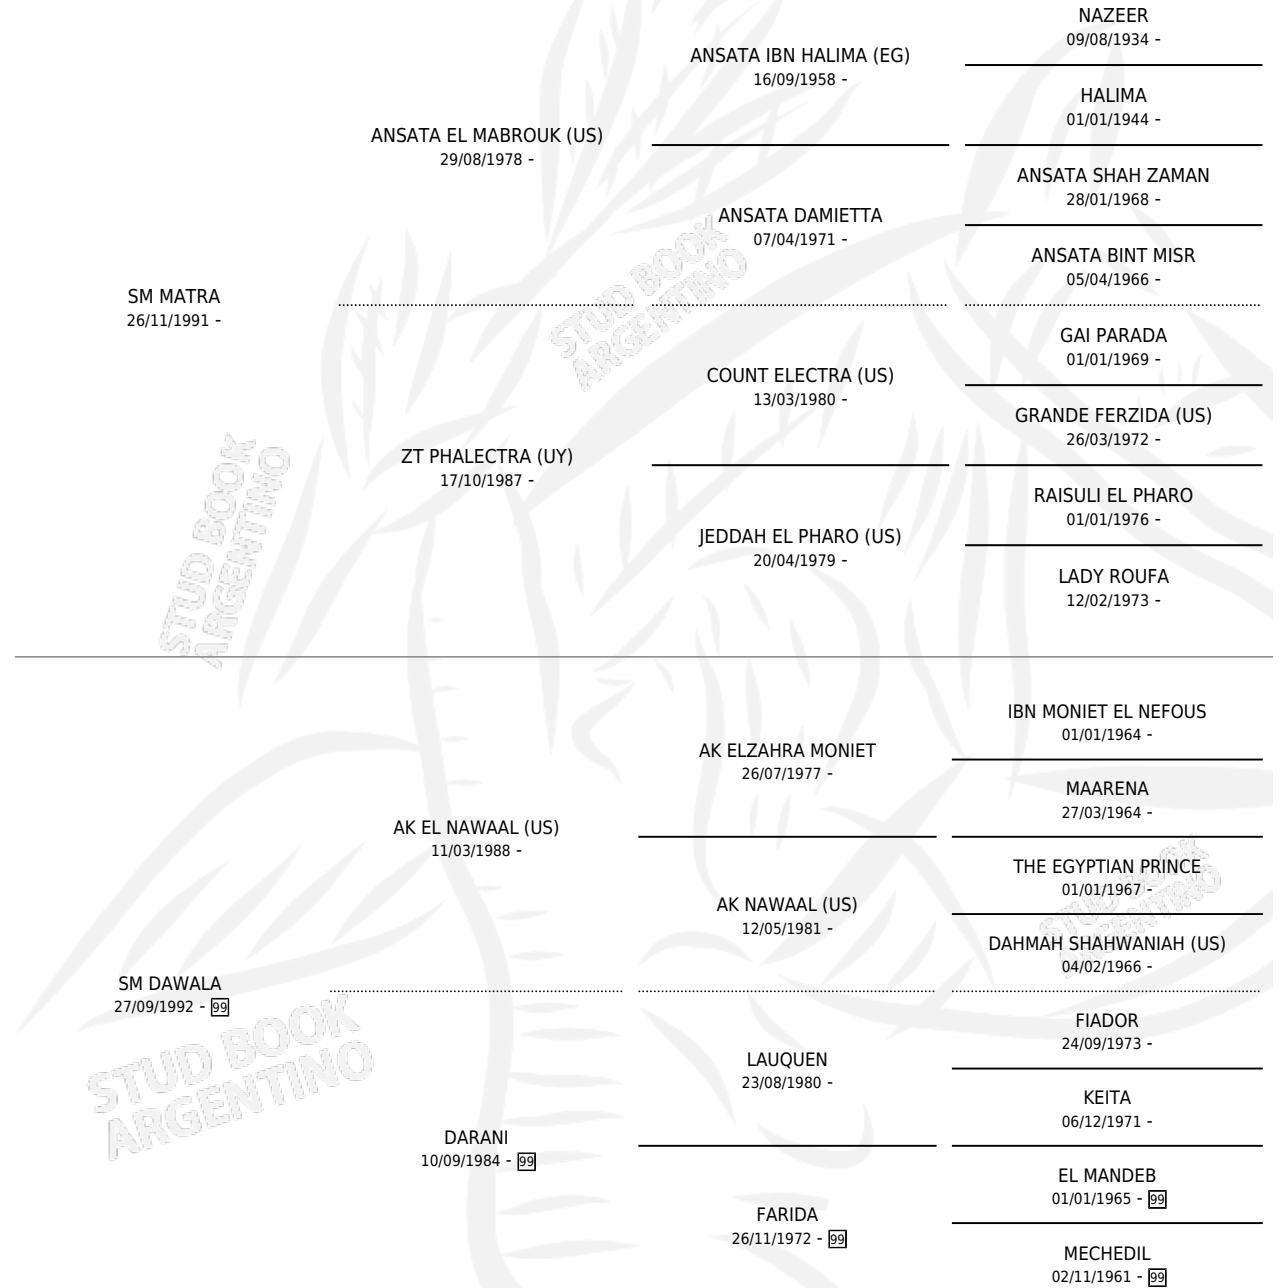 NAZEER
09/08/1934 -
ANSATA IBN HALIMA (EG)
16/09/1958 -
HALIMA
01/01/1944 -
ANSATA EL MABROUK (US)
29/08/1978 -
ANSATA SHAH ZAMAN
28/01/1968 -
ANSATA DAMIETTA
07/04/1971 -
ANSATA BINT MISR
05/04/1966 -
SM MATRA
26/11/1991 -
GAI PARADA
01/01/1969 -
COUNT ELECTRA (US)
13/03/1980 -
GRANDE FERZIDA (US)
26/03/1972 -
ZT PHALECTRA (UY)
17/10/1987 -
RAISULI EL PHARO
01/01/1976 -
JEDDAH EL PHARO (US)
20/04/1979 -
LADY ROUFA
12/02/1973 -
IBN MONIET EL NEFOUS
01/01/1964 -
AK ELZAHRA MONIET
26/07/1977 -
MAARENA
27/03/1964 -
AK EL NAWAAL (US)
11/03/1988 -
THE EGYPTIAN PRINCE
01/01/1967 -
AK NAWAAL (US)
12/05/1981 -
DAHMAH SHAHWANIAH (US)
04/02/1966 -
SM DAWALA
27/09/1992 - 99
FIADOR
24/09/1973 -
LAUQUEN
23/08/1980 -
KEITA
06/12/1971 -
DARANI
10/09/1984 - 99
EL MANDEB
01/01/1965 - 99
FARIDA
26/11/1972 - 99
MECHEDIL
02/11/1961 - 99
STUD BOOK
ARGENTINO
STUD BOOK
ARGENTINO
STUD BOOK
ARGENTINO
STUD BOOK
ARGENTINO